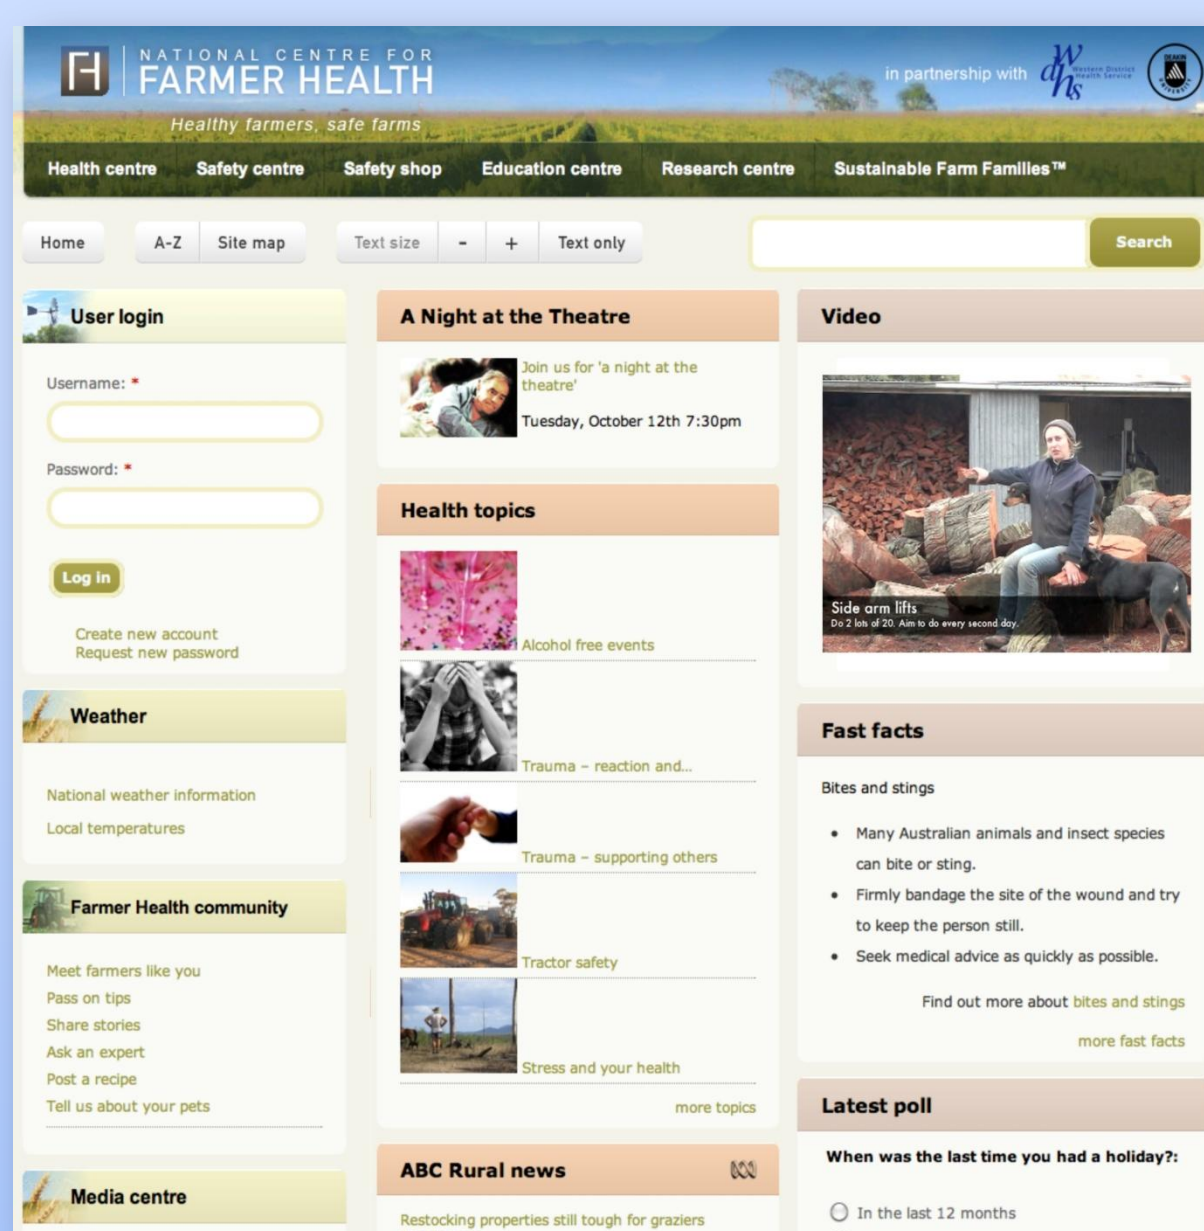 NATIONAL CENTRE FOR
FARMER HEALTH
Healthy farmers, safe farms
in partnership with
wdhs Western District
Health Service
DEAKIN
UNIVERSITY
Health centre Safety centre Safety shop Education centre Research centre Sustainable Farm Families™
Home A-Z Site map Text size - + Text only Search
User login
Username: *
Password: *
Log in
Create new account
Request new password
Weather
National weather information
Local temperatures
Farmer Health community
Meet farmers like you
Pass on tips
Share stories
Ask an expert
Post a recipe
Tell us about your pets
Media centre
A Night at the Theatre
Join us for 'a night at the
theatre'
Tuesday, October 12th 7:30pm
Health topics
Alcohol free events
Trauma – reaction and...
Trauma – supporting others
Tractor safety
Stress and your health
more topics
ABC Rural news
Restocking properties still tough for graziers
Video
Side arm lifts
Do 2 lots of 20. Aim to do every second day.
Fast facts
Bites and stings
• Many Australian animals and insect species
can bite or sting.
• Firmly bandage the site of the wound and try
to keep the person still.
• Seek medical advice as quickly as possible.
Find out more about bites and stings
more fast facts
Latest poll
When was the last time you had a holiday?:
In the last 12 months